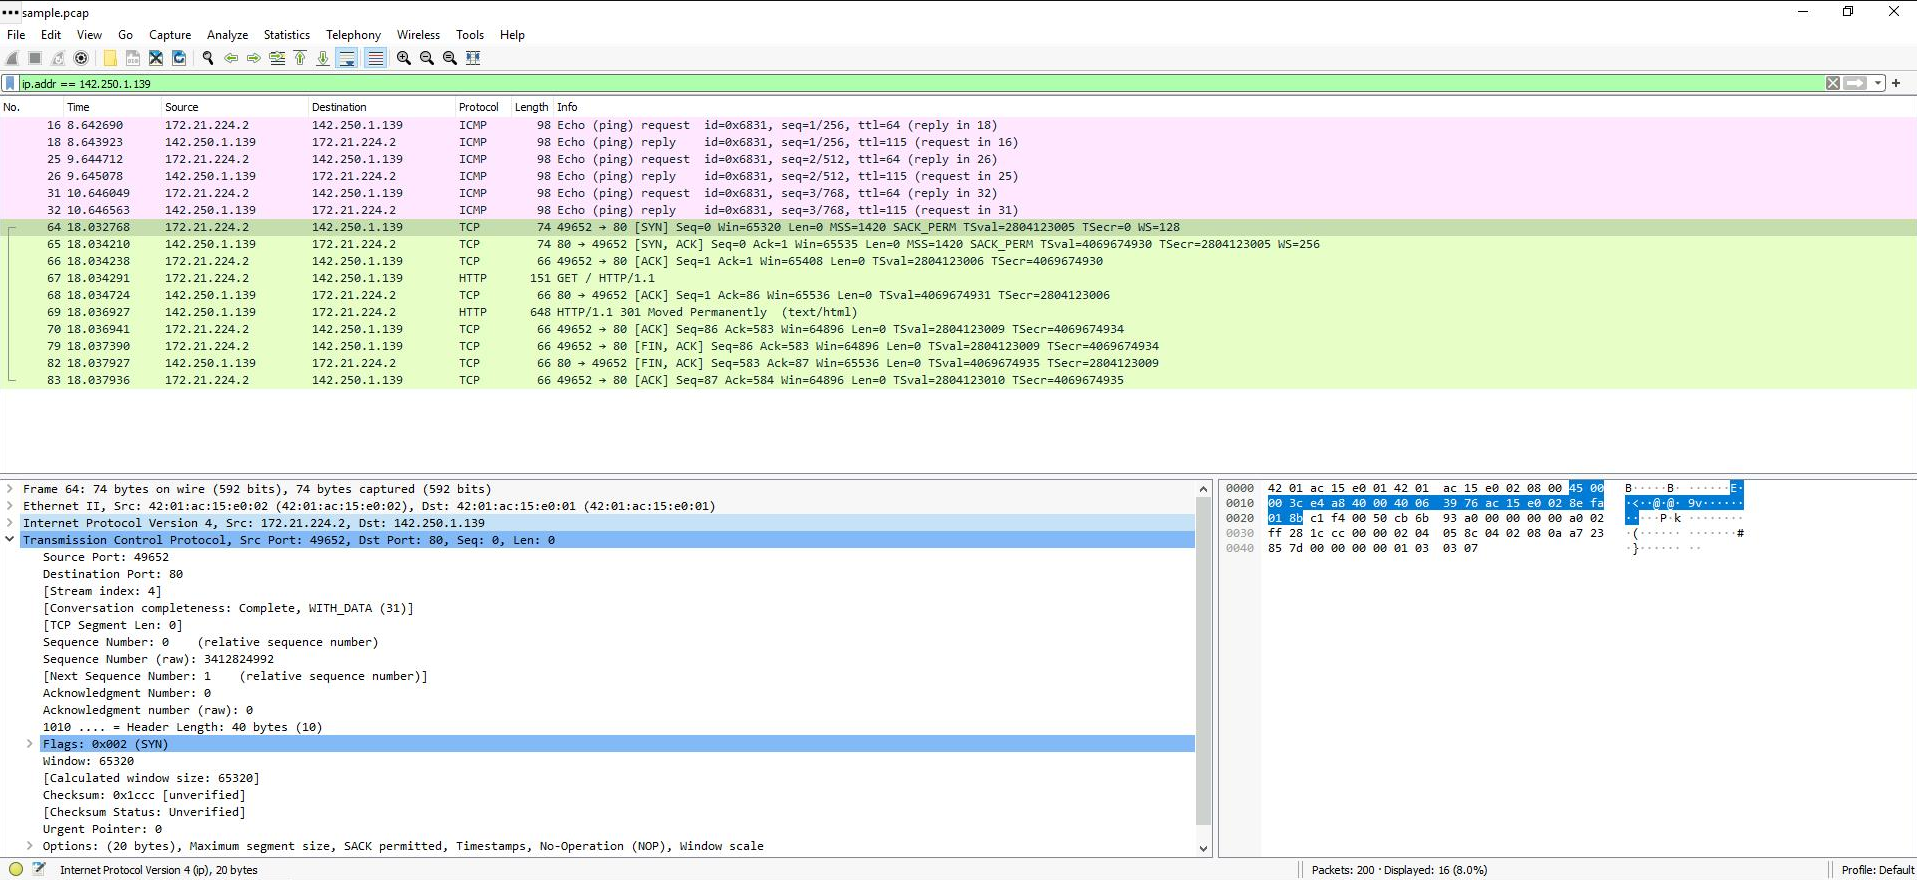 sample.pcap
File Edit View Go Capture Analyze Statistics Telephony Wireless Tools Help
ip.addr == 142.250.1.139
No. Time Source Destination Protocol Length Info
16 8.642690 172.21.224.2 142.250.1.139 ICMP 98 Echo (ping) request id=0x6831, seq=1/256, ttl=64 (reply in 18)
18 8.643923 142.250.1.139 172.21.224.2 ICMP 98 Echo (ping) reply id=0x6831, seq=1/256, ttl=115 (request in 16)
25 9.644712 172.21.224.2 142.250.1.139 ICMP 98 Echo (ping) request id=0x6831, seq=2/512, ttl=64 (reply in 26)
26 9.645078 142.250.1.139 172.21.224.2 ICMP 98 Echo (ping) reply id=0x6831, seq=2/512, ttl=115 (request in 25)
31 10.646049 172.21.224.2 142.250.1.139 ICMP 98 Echo (ping) request id=0x6831, seq=3/768, ttl=64 (reply in 32)
32 10.646563 142.250.1.139 172.21.224.2 ICMP 98 Echo (ping) reply id=0x6831, seq=3/768, ttl=115 (request in 31)
64 18.032768 172.21.224.2 142.250.1.139 TCP 74 49652 → 80 [SYN] Seq=0 Win=65320 Len=0 MSS=1420 SACK_PERM TSval=2804123005 TSecr=0 WS=128
65 18.034210 142.250.1.139 172.21.224.2 TCP 74 80 → 49652 [SYN, ACK] Seq=0 Ack=1 Win=65535 Len=0 MSS=1420 SACK_PERM TSval=4069674930 TSecr=2804123005 WS=256
66 18.034238 172.21.224.2 142.250.1.139 TCP 66 49652 → 80 [ACK] Seq=1 Ack=1 Win=65408 Len=0 TSval=2804123006 TSecr=4069674930
67 18.034291 172.21.224.2 142.250.1.139 HTTP 151 GET / HTTP/1.1
68 18.034724 142.250.1.139 172.21.224.2 TCP 66 80 → 49652 [ACK] Seq=1 Ack=86 Win=65536 Len=0 TSval=4069674931 TSecr=2804123006
69 18.036927 142.250.1.139 172.21.224.2 HTTP 648 HTTP/1.1 301 Moved Permanently (text/html)
70 18.036941 172.21.224.2 142.250.1.139 TCP 66 49652 → 80 [ACK] Seq=86 Ack=583 Win=64896 Len=0 TSval=2804123009 TSecr=4069674934
79 18.037390 172.21.224.2 142.250.1.139 TCP 66 49652 → 80 [FIN, ACK] Seq=86 Ack=583 Win=64896 Len=0 TSval=2804123009 TSecr=4069674934
82 18.037927 142.250.1.139 172.21.224.2 TCP 66 80 → 49652 [FIN, ACK] Seq=583 Ack=87 Win=65536 Len=0 TSval=4069674935 TSecr=2804123009
83 18.037936 172.21.224.2 142.250.1.139 TCP 66 49652 → 80 [ACK] Seq=87 Ack=584 Win=64896 Len=0 TSval=2804123010 TSecr=4069674935
Frame 64: 74 bytes on wire (592 bits), 74 bytes captured (592 bits)
Ethernet II, Src: 42:01:ac:15:e0:02 (42:01:ac:15:e0:02), Dst: 42:01:ac:15:e0:01 (42:01:ac:15:e0:01)
Internet Protocol Version 4, Src: 172.21.224.2, Dst: 142.250.1.139
Transmission Control Protocol, Src Port: 49652, Dst Port: 80, Seq: 0, Len: 0
Source Port: 49652
Destination Port: 80
[Stream index: 4]
[Conversation completeness: Complete, WITH_DATA (31)]
[TCP Segment Len: 0]
Sequence Number: 0 (relative sequence number)
Sequence Number (raw): 3412824992
[Next Sequence Number: 1 (relative sequence number)]
Acknowledgment Number: 0
Acknowledgment number (raw): 0
1010 .... = Header Length: 40 bytes (10)
Flags: 0x002 (SYN)
Window: 65320
[Calculated window size: 65320]
Checksum: 0x1ccc [unverified]
[Checksum Status: Unverified]
Urgent Pointer: 0
Options: (20 bytes), Maximum segment size, SACK permitted, Timestamps, No-Operation (NOP), Window scale
0000 42 01 ac 15 e0 01 42 01 ac 15 e0 02 08 00 45 00 B·····B· ······E·
0010 00 3c e4 a8 40 00 40 06 39 76 ac 15 e0 02 8e fa ·<··@·@· 9v······
0020 01 8b c1 f4 00 50 cb 6b 93 a0 00 00 00 00 a0 02 ·····P·k ········
0030 ff 28 1c cc 00 00 02 04 05 8c 04 02 08 0a a7 23 ·(······ ·······#
0040 85 7d 00 00 00 00 01 03 03 07 ·}······ ··
Internet Protocol Version 4 (ip), 20 bytes
Packets: 200 · Displayed: 16 (8.0%)
Profile: Default